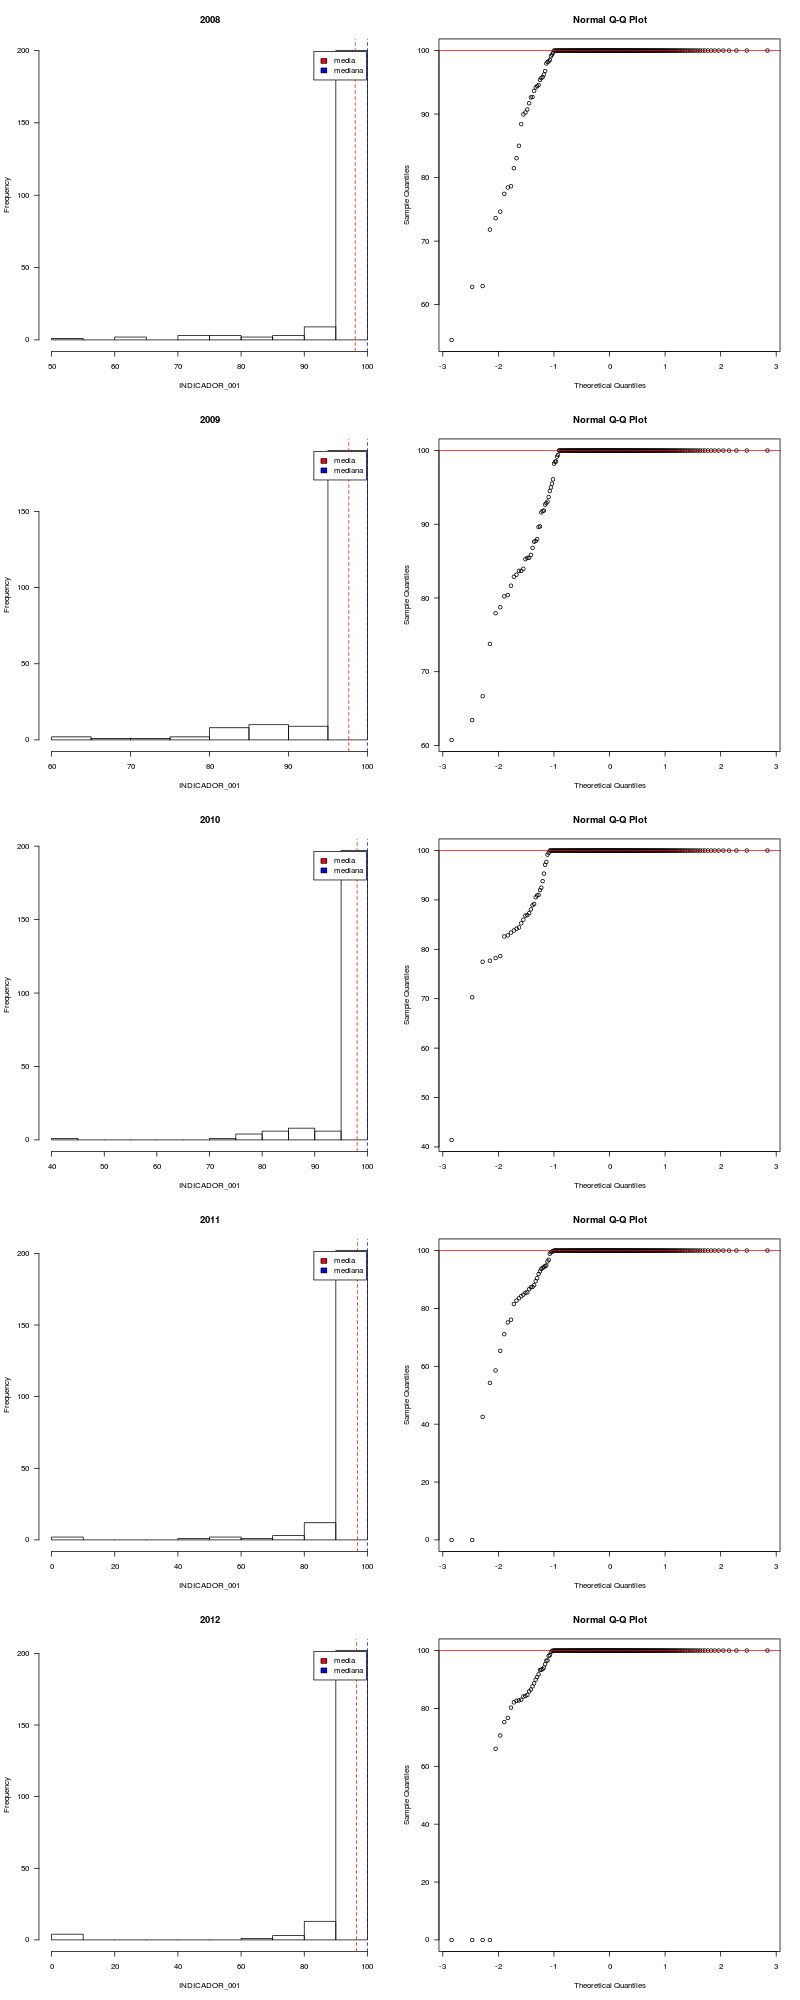 2008
Normal Q-Q Plot
200
150
100
50
0
Frequency
media
mediana
50 60 70 80 90 100
INDICADOR_001
100
90
80
70
60
Sample Quantiles
-3 -2 -1 0 1 2 3
Theoretical Quantiles
2009
Normal Q-Q Plot
150
100
50
0
Frequency
media
mediana
60 70 80 90 100
INDICADOR_001
100
90
80
70
60
Sample Quantiles
-3 -2 -1 0 1 2 3
Theoretical Quantiles
2010
Normal Q-Q Plot
200
150
100
50
0
Frequency
media
mediana
40 50 60 70 80 90 100
INDICADOR_001
100
90
80
70
60
50
40
Sample Quantiles
-3 -2 -1 0 1 2 3
Theoretical Quantiles
2011
Normal Q-Q Plot
200
150
100
50
0
Frequency
media
mediana
0 20 40 60 80 100
INDICADOR_001
100
80
60
40
20
0
Sample Quantiles
-3 -2 -1 0 1 2 3
Theoretical Quantiles
2012
Normal Q-Q Plot
200
150
100
50
0
Frequency
media
mediana
0 20 40 60 80 100
INDICADOR_001
100
80
60
40
20
0
Sample Quantiles
-3 -2 -1 0 1 2 3
Theoretical Quantiles